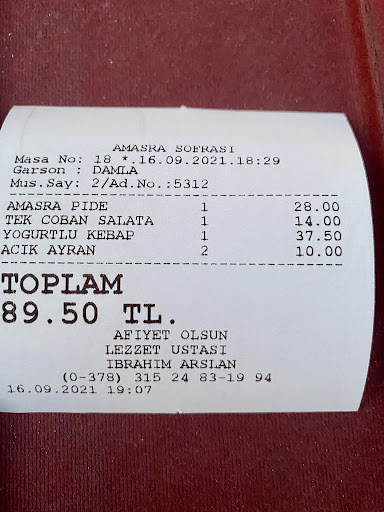 AMASRA SOFRASI
Masa No: 18 *.16.09.2021.18:29
Garson : DAMLA
Mus.Say: 2/Ad.No.:5312
AMASRA PIDE 1 28.00
TEK COBAN SALATA 1 14.00
YOGURTLU KEBAP 1 37.50
ACIK AYRAN 2 10.00
TOPLAM
89.50 TL.
AFIYET OLSUN
LEZZET USTASI
IBRAHIM ARSLAN
(0-378) 315 24 83-19 94
16.09.2021 19:07